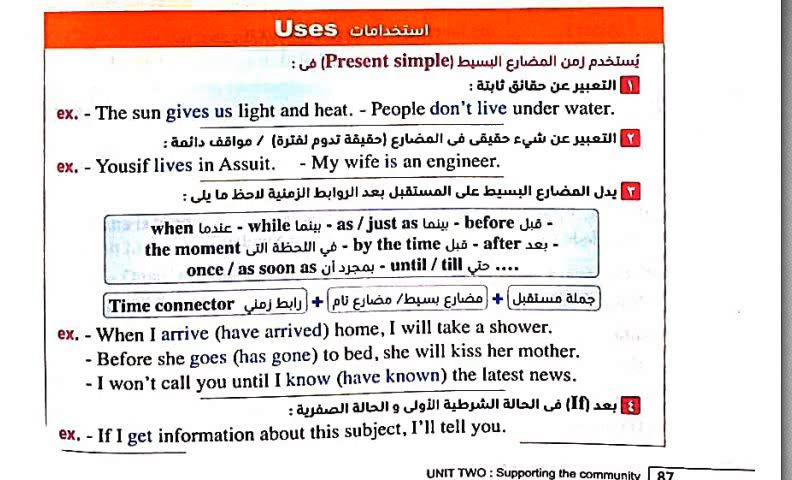 Uses استخدامات
يُستخدم زمن المضارع البسيط (Present simple) فى :
١ التعبير عن حقائق ثابتة :
ex. - The sun gives us light and heat. - People don't live under water.
٢ التعبير عن شيء حقيقى فى المضارع (حقيقة تدوم لفترة) / مواقف دائمة :
ex. - Yousif lives in Assuit. - My wife is an engineer.
٣ يدل المضارع البسيط على المستقبل بعد الروابط الزمنية لاحظ ما يلى :
when عندما - while بينما - as / just as بينما - before قبل -
the moment في اللحظة التى - by the time قبل - after بعد -
once / as soon as بمجرد أن - until / till حتي ....
Time connector رابط زمني + مضارع بسيط/ مضارع تام + جملة مستقبل
ex. - When I arrive (have arrived) home, I will take a shower.
- Before she goes (has gone) to bed, she will kiss her mother.
- I won't call you until I know (have known) the latest news.
٤ بعد (If) فى الحالة الشرطية الأولى و الحالة الصفرية :
ex. - If I get information about this subject, I'll tell you.
UNIT TWO : Supporting the community 87